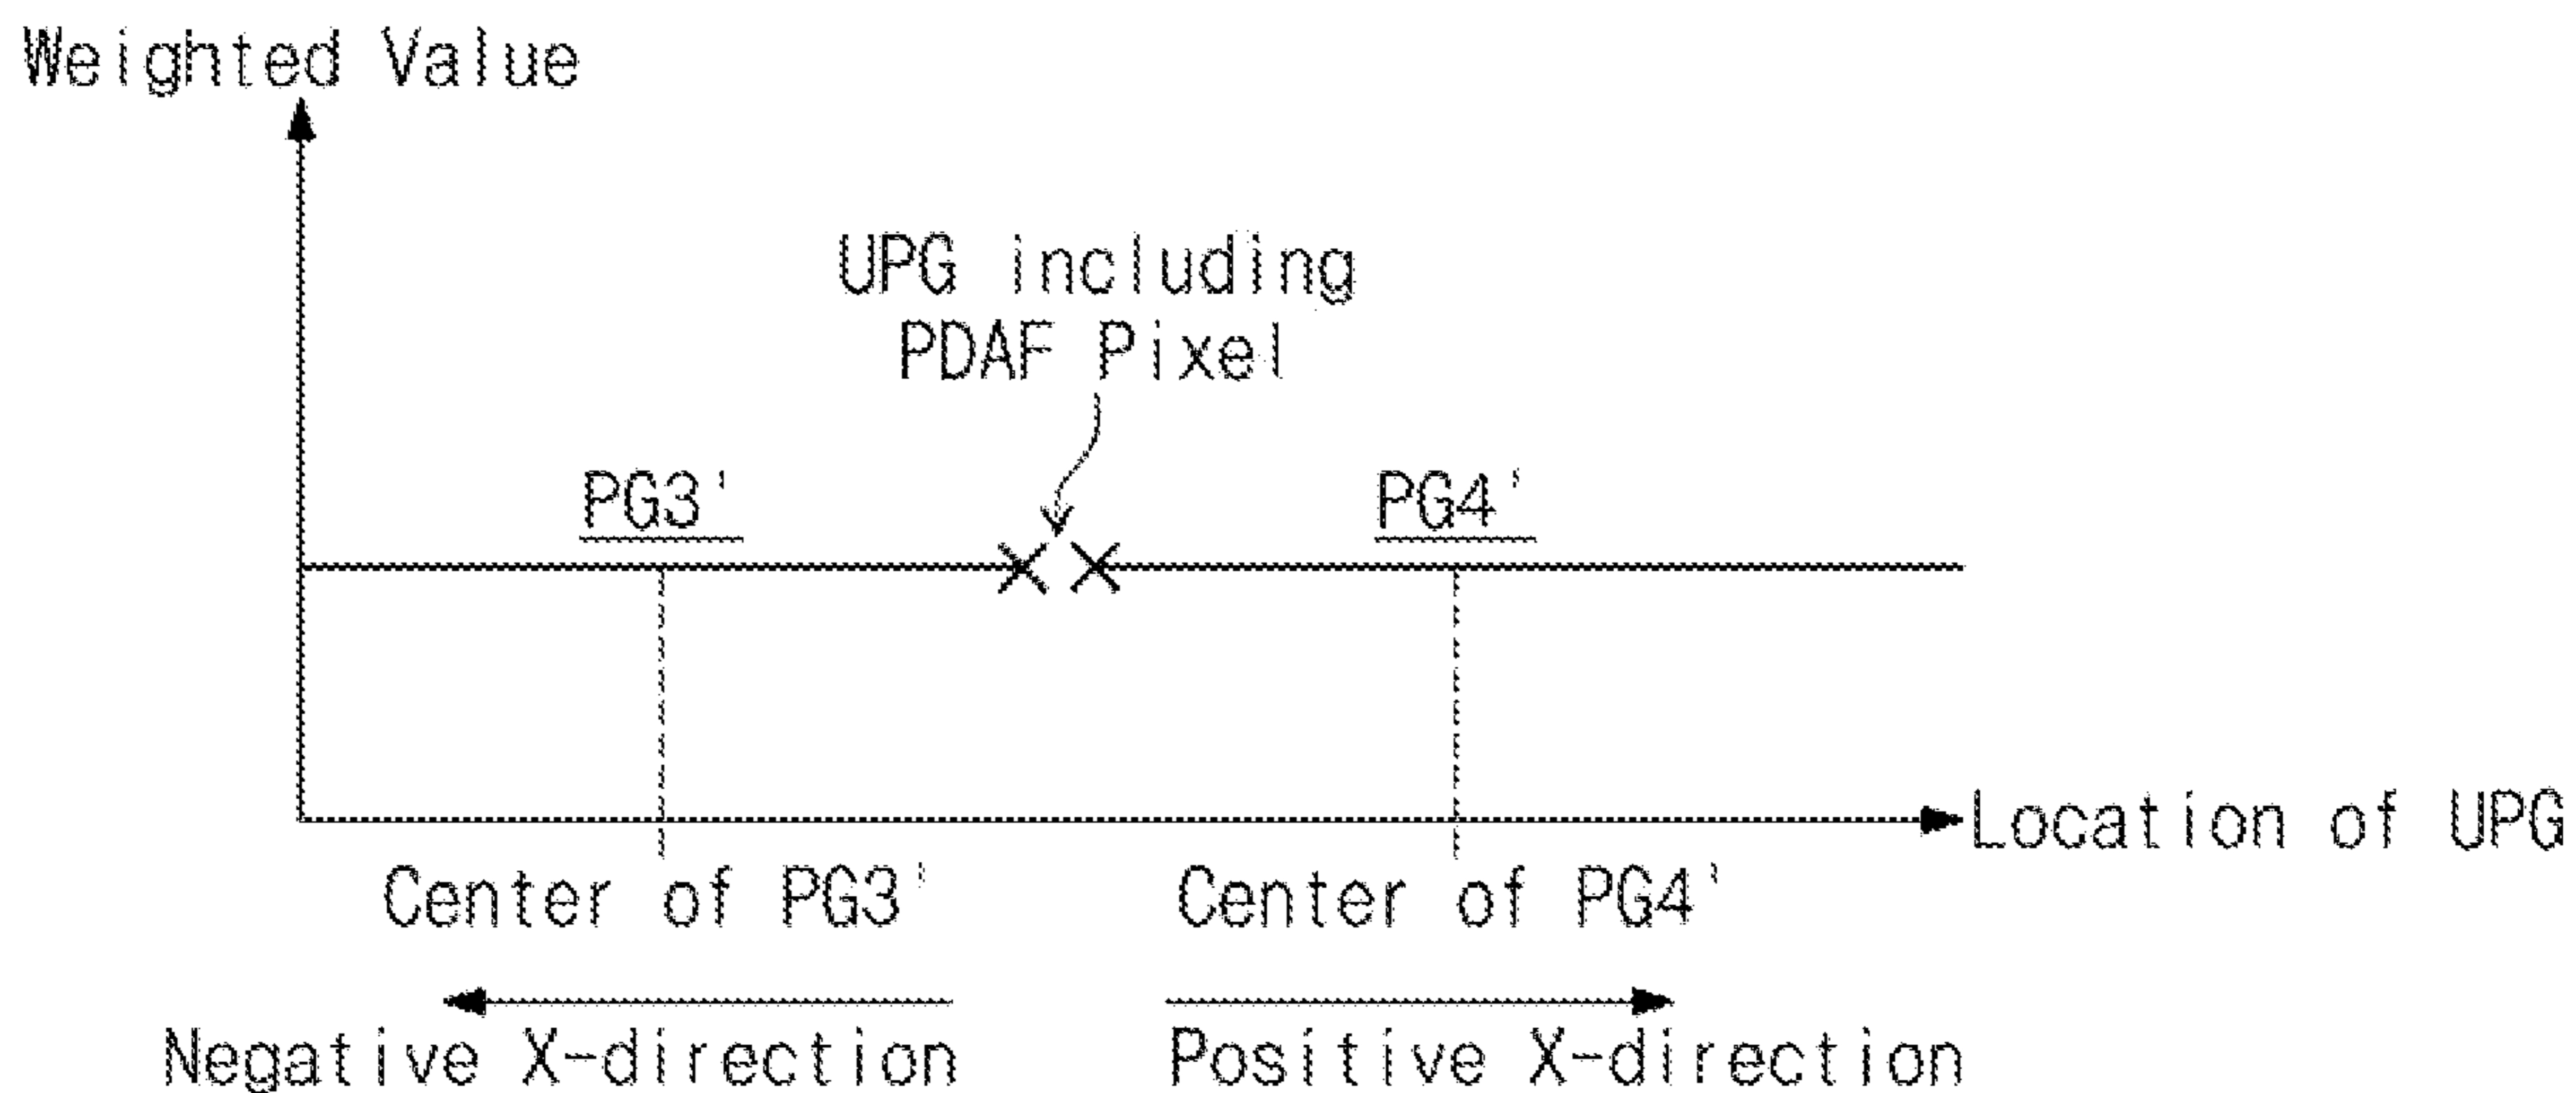 Weighted Value
UPG including
PDAF Pixel
PG3'
PG4'
Location of UPG
Center of PG3'
Center of PG4'
Negative X-direction
Positive X-direction